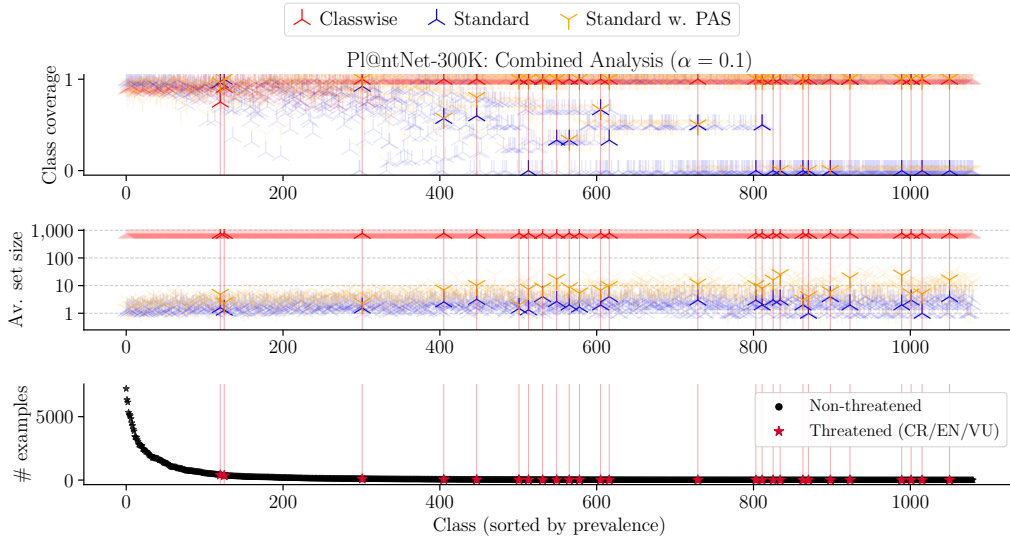 Classwise Standard Standard w. PAS
Pl@ntNet-300K: Combined Analysis (α = 0.1)
Class coverage
1
0
0 200 400 600 800 1000
Av. set size
1,000
100
10
1
0 200 400 600 800 1000
# examples
5000
0
Non-threatened
Threatened (CR/EN/VU)
0 200 400 600 800 1000
Class (sorted by prevalence)